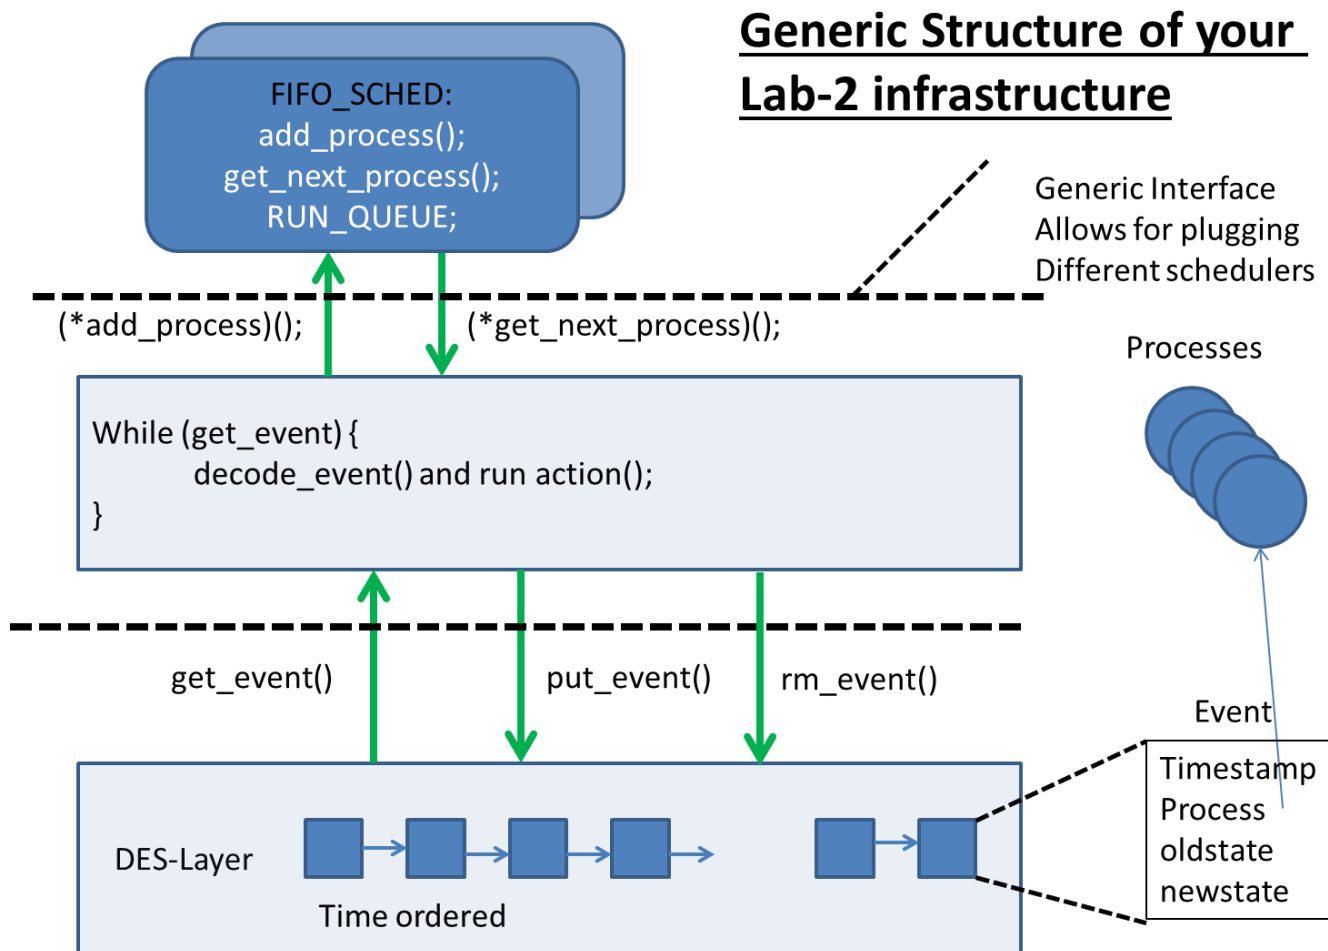 Generic Structure of your
Lab-2 infrastructure
FIFO_SCHED:
add_process();
get_next_process();
RUN_QUEUE;
Generic Interface
Allows for plugging
Different schedulers
(*add_process)();
(*get_next_process)();
Processes
While (get_event) {
decode_event() and run action();
}
get_event()
put_event()
rm_event()
Event
Timestamp
Process
oldstate
newstate
DES-Layer
Time ordered